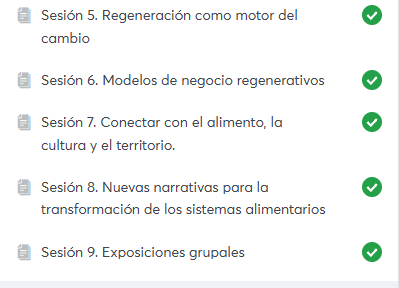 Sesión 5. Regeneración como motor del
cambio
Sesión 6. Modelos de negocio regenerativos
Sesión 7. Conectar con el alimento, la
cultura y el territorio.
Sesión 8. Nuevas narrativas para la
transformación de los sistemas alimentarios
Sesión 9. Exposiciones grupales